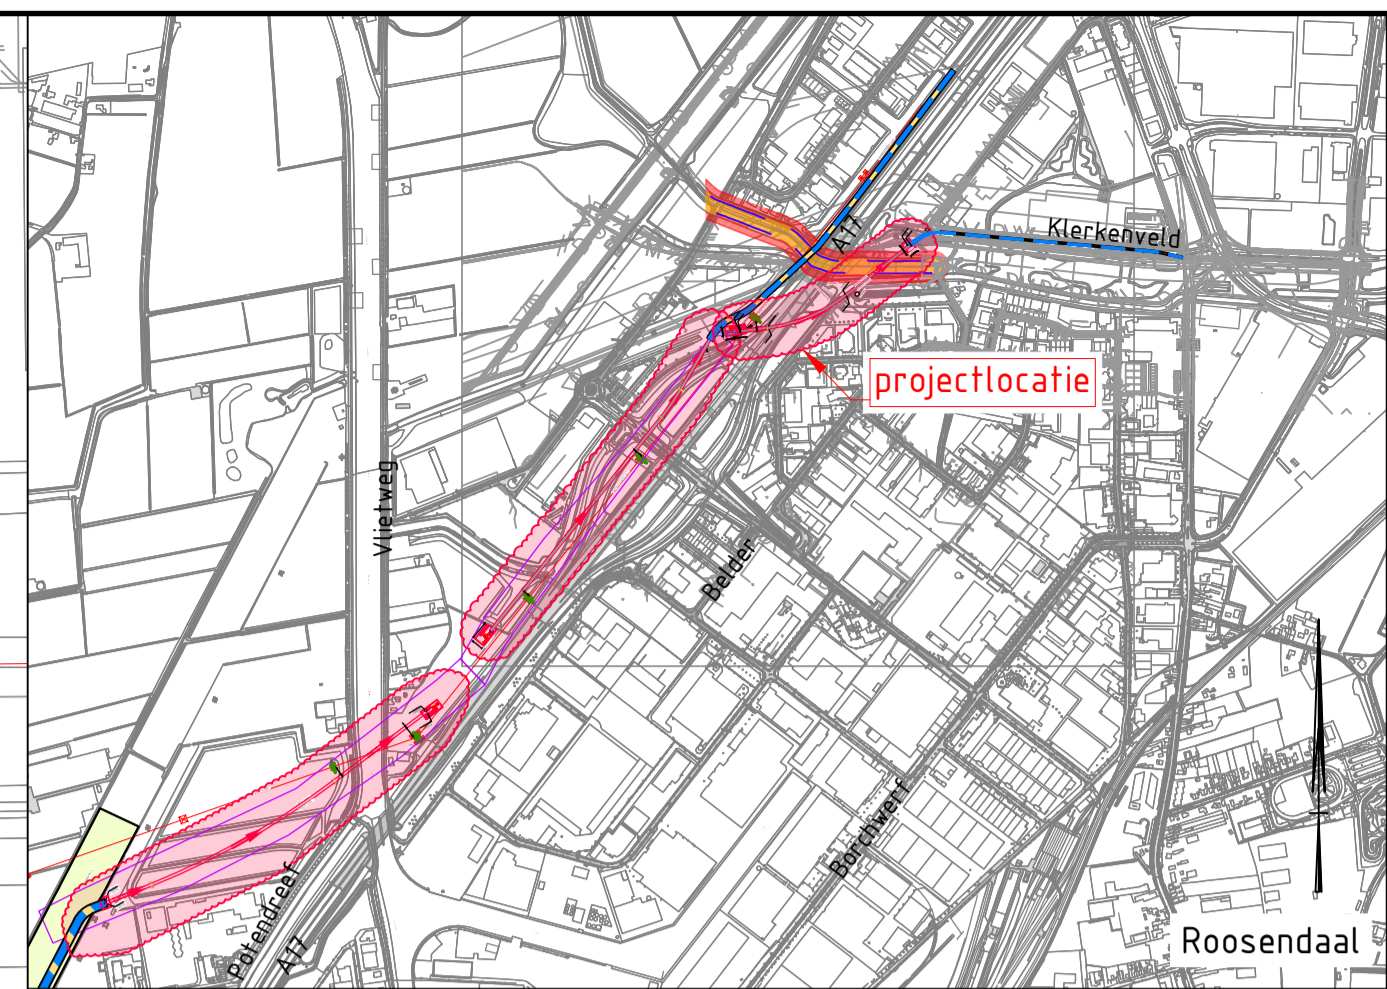 A17
Klerkenveld
projectlocatie
Vlietweg
Belder
Borchwerf
Potendreef
A17
Roosendaal